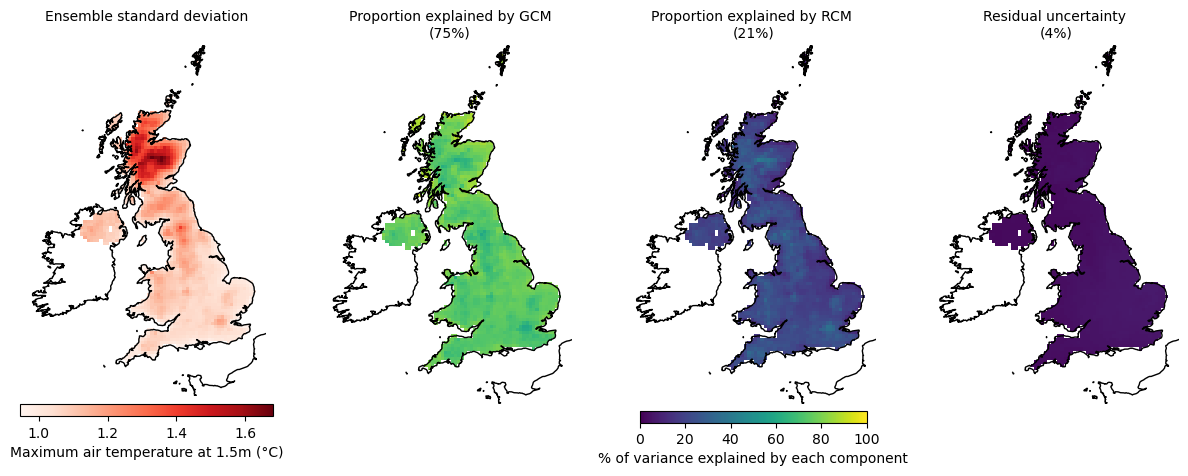 Ensemble standard deviation
Proportion explained by GCM
(75%)
Proportion explained by RCM
(21%)
Residual uncertainty
(4%)
1.0 1.2 1.4 1.6
Maximum air temperature at 1.5m (°C)
0 20 40 60 80 100
% of variance explained by each component